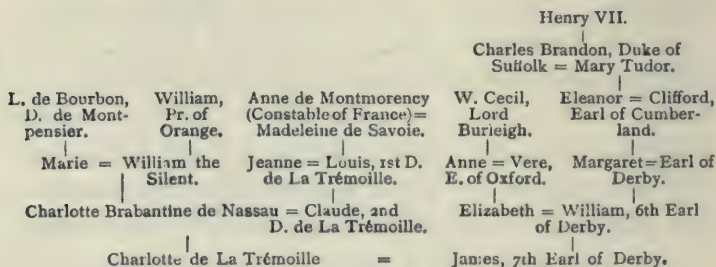 Henry VII.
Charles Brandon, Duke of
Suffolk = Mary Tudor.
L. de Bourbon, William, Anne de Montmorency W. Cecil, Eleanor = Clifford,
D. de Mont- Pr. of (Constable of France)= Lord Earl of Cumber-
pensier. Orange. Madeleine de Savoie. Burleigh. land.
Marie = William the Jeanne = Louis, 1st D. Anne = Vere, Margaret=Earl of
Silent. de La Trémoille. E. of Oxford. Derby.
Charlotte Brabantine de Nassau = Claude, 2nd Elizabeth = William, 6th Earl
D. de La Trémoille. of Derby.
Charlotte de La Trémoille = James, 7th Earl of Derby.